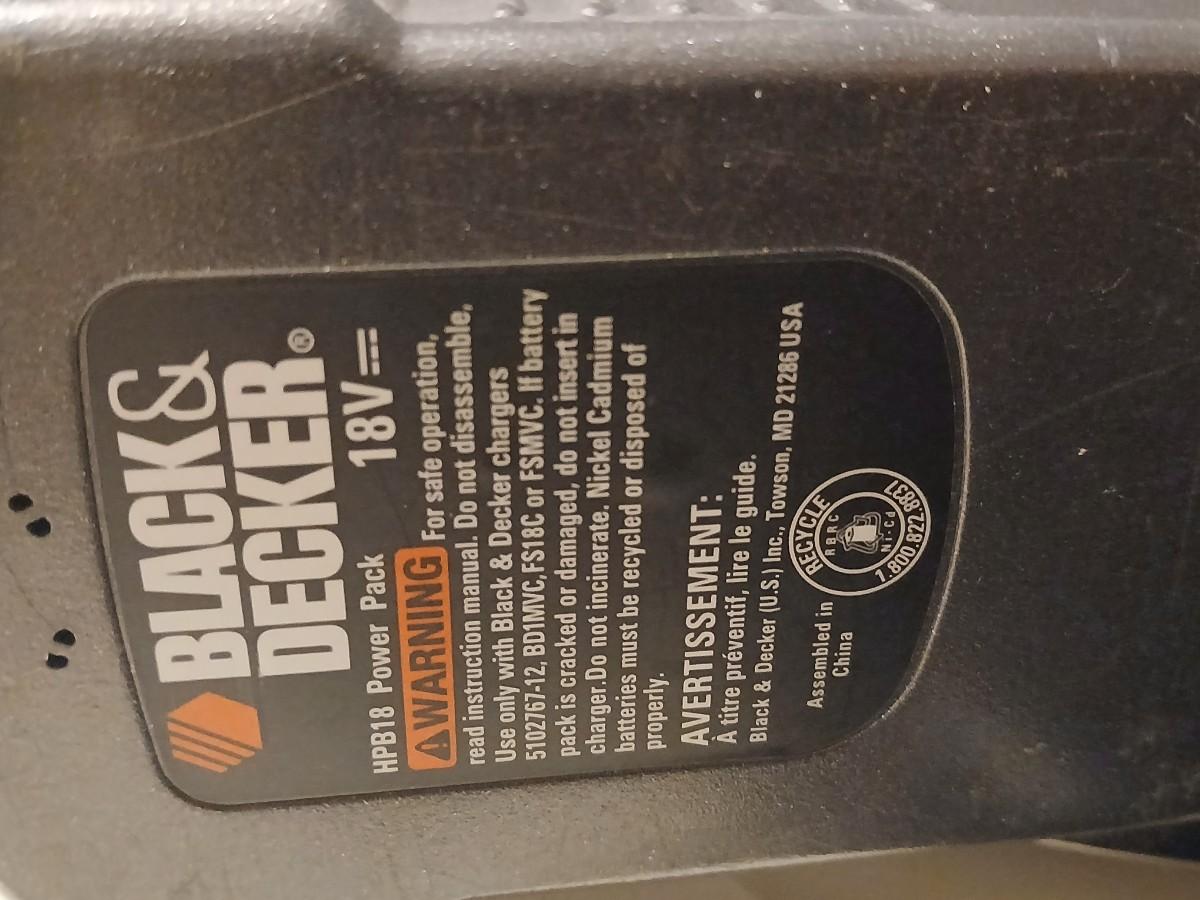 BLACK&
DECKER®
HPB18 Power Pack 18V
WARNING For safe operation,
read instruction manual. Do not disassemble.
Use only with Black & Decker chargers
5102767-12, BD1MVC, FS18C or FSMVC. If battery
pack is cracked or damaged, do not insert in
charger.Do not incinerate. Nickel Cadmium
batteries must be recycled or disposed of
properly.
AVERTISSEMENT:
À titre préventif, lire le guide.
Black & Decker (U.S.) Inc., Towson, MD 21286 USA
Assembled in
China
RECYCLE
RBRC
Ni-Cd
1.800.822.8837